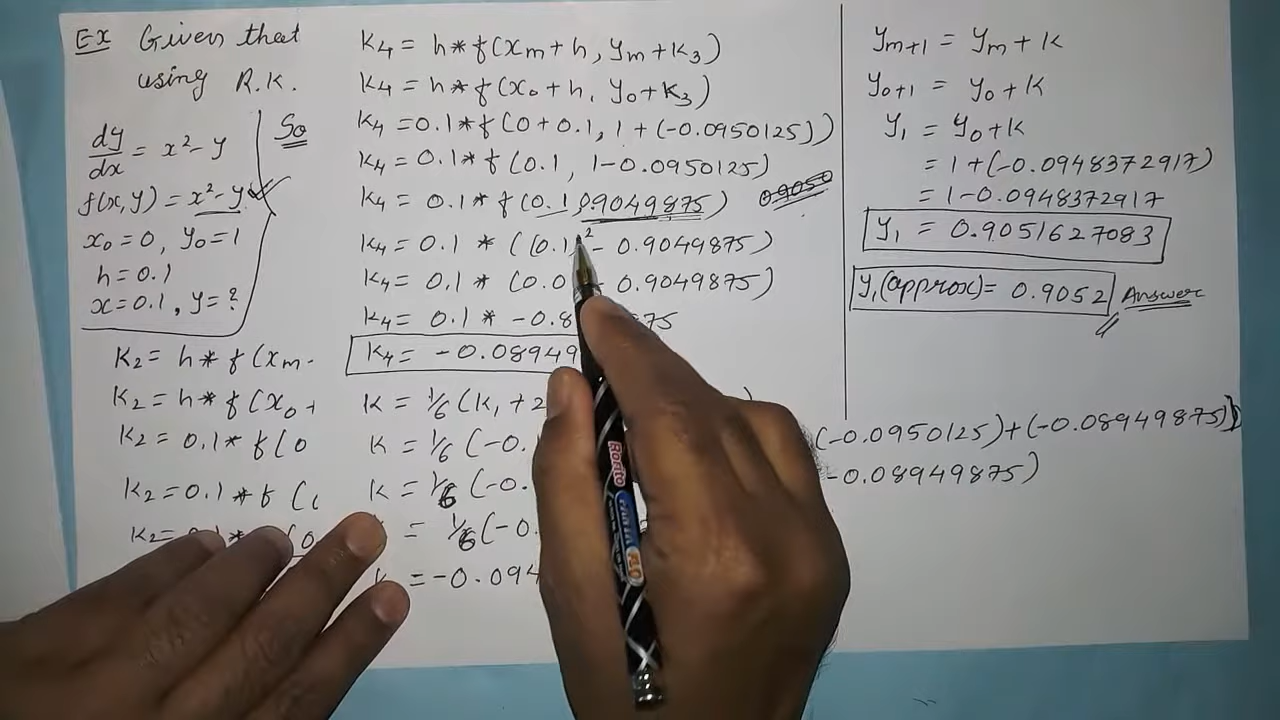 Ex Given that
using R.K.
dy/dx = x²-y
So
f(x,y) = x²-y
x₀=0, y₀=1
h=0.1
x=0.1, y=?
K₂= h*f(xm-
K₂= h*f(x₀+
K₂= 0.1*f(0
K₂=0.1*f(
K₂=
K₄ = h*f(xm+h, ym+K₃)
K₄ = h*f(x₀+h, y₀+K₃)
K₄ =0.1*f(0+0.1, 1+(-0.0950125))
K₄ =0.1*f(0.1, 1-0.0950125)
K₄ = 0.1*f(0.1, 0.9049875)
K₄= 0.1 * ((0.1)²- 0.9049875)
K₄= 0.1 * (0.0 - 0.9049875)
K₄= 0.1 * -0.8 75
K₄= -0.08949
K = 1/6 (K₁+2
K = 1/6 (-0.
(-0.0950125)+(-0.08949875))
K = 1/6 (-0.
-0.08949875)
= 1/6 (-0.
K =-0.094
ym+1 = ym+K
y₀+1 = y₀+K
y₁ = y₀+K
= 1+(-0.0948372917)
= 1-0.0948372917
y₁ = 0.9051627083
y₁(approx)= 0.9052 Answer
Rorito